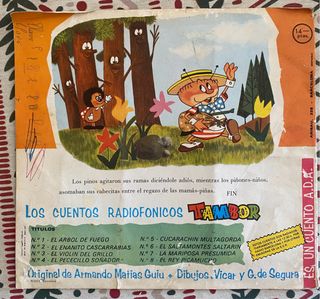 14
ptas.
Los pinos agitaron sus ramas diciéndole adiós, mientras los piñones-niños,
asomaban sus cabecitas entre el regazo de las mamás-piñas.
FIN
LOS CUENTOS RADIOFONICOS TAMBOR
TITULOS
N.º 1 - EL ARBOL DE FUEGO
N.º 2 - EL ENANITO CASCARRABIAS
N.º 3 - EL VIOLIN DEL GRILLO
N.º 4 - EL PECECILLO SOÑADOR
N.º 5 - CUCARACHIN MULTAGORDA
N.º 6 - EL SALTAMONTES SALTARIN
N.º 7 - LA MARIPOSA PRESUMIDA
N.º 8 - EL REY PICAMUCHO
Original de Armando Matias Guiu - Dibujos, Vicar y G. de Segura
ES UN CUENTO A.D.A.